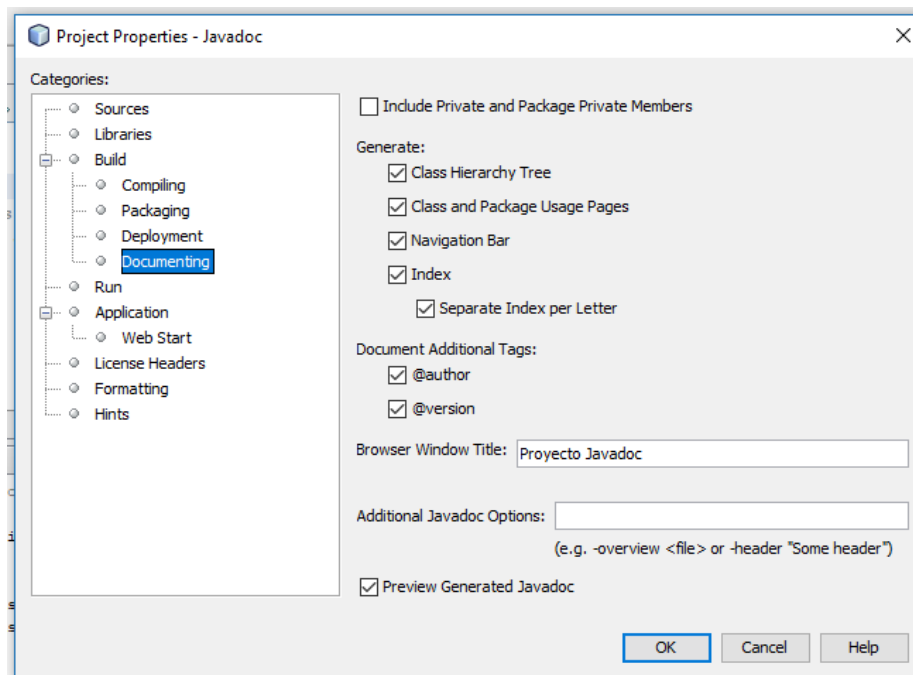 Project Properties - Javadoc
Categories:
Sources
Libraries
Build
Compiling
Packaging
Deployment
Documenting
Run
Application
Web Start
License Headers
Formatting
Hints
Include Private and Package Private Members
Generate:
Class Hierarchy Tree
Class and Package Usage Pages
Navigation Bar
Index
Separate Index per Letter
Document Additional Tags:
@author
@version
Browser Window Title: Proyecto Javadoc
Additional Javadoc Options:
(e.g. -overview <file> or -header "Some header")
Preview Generated Javadoc
OK Cancel Help